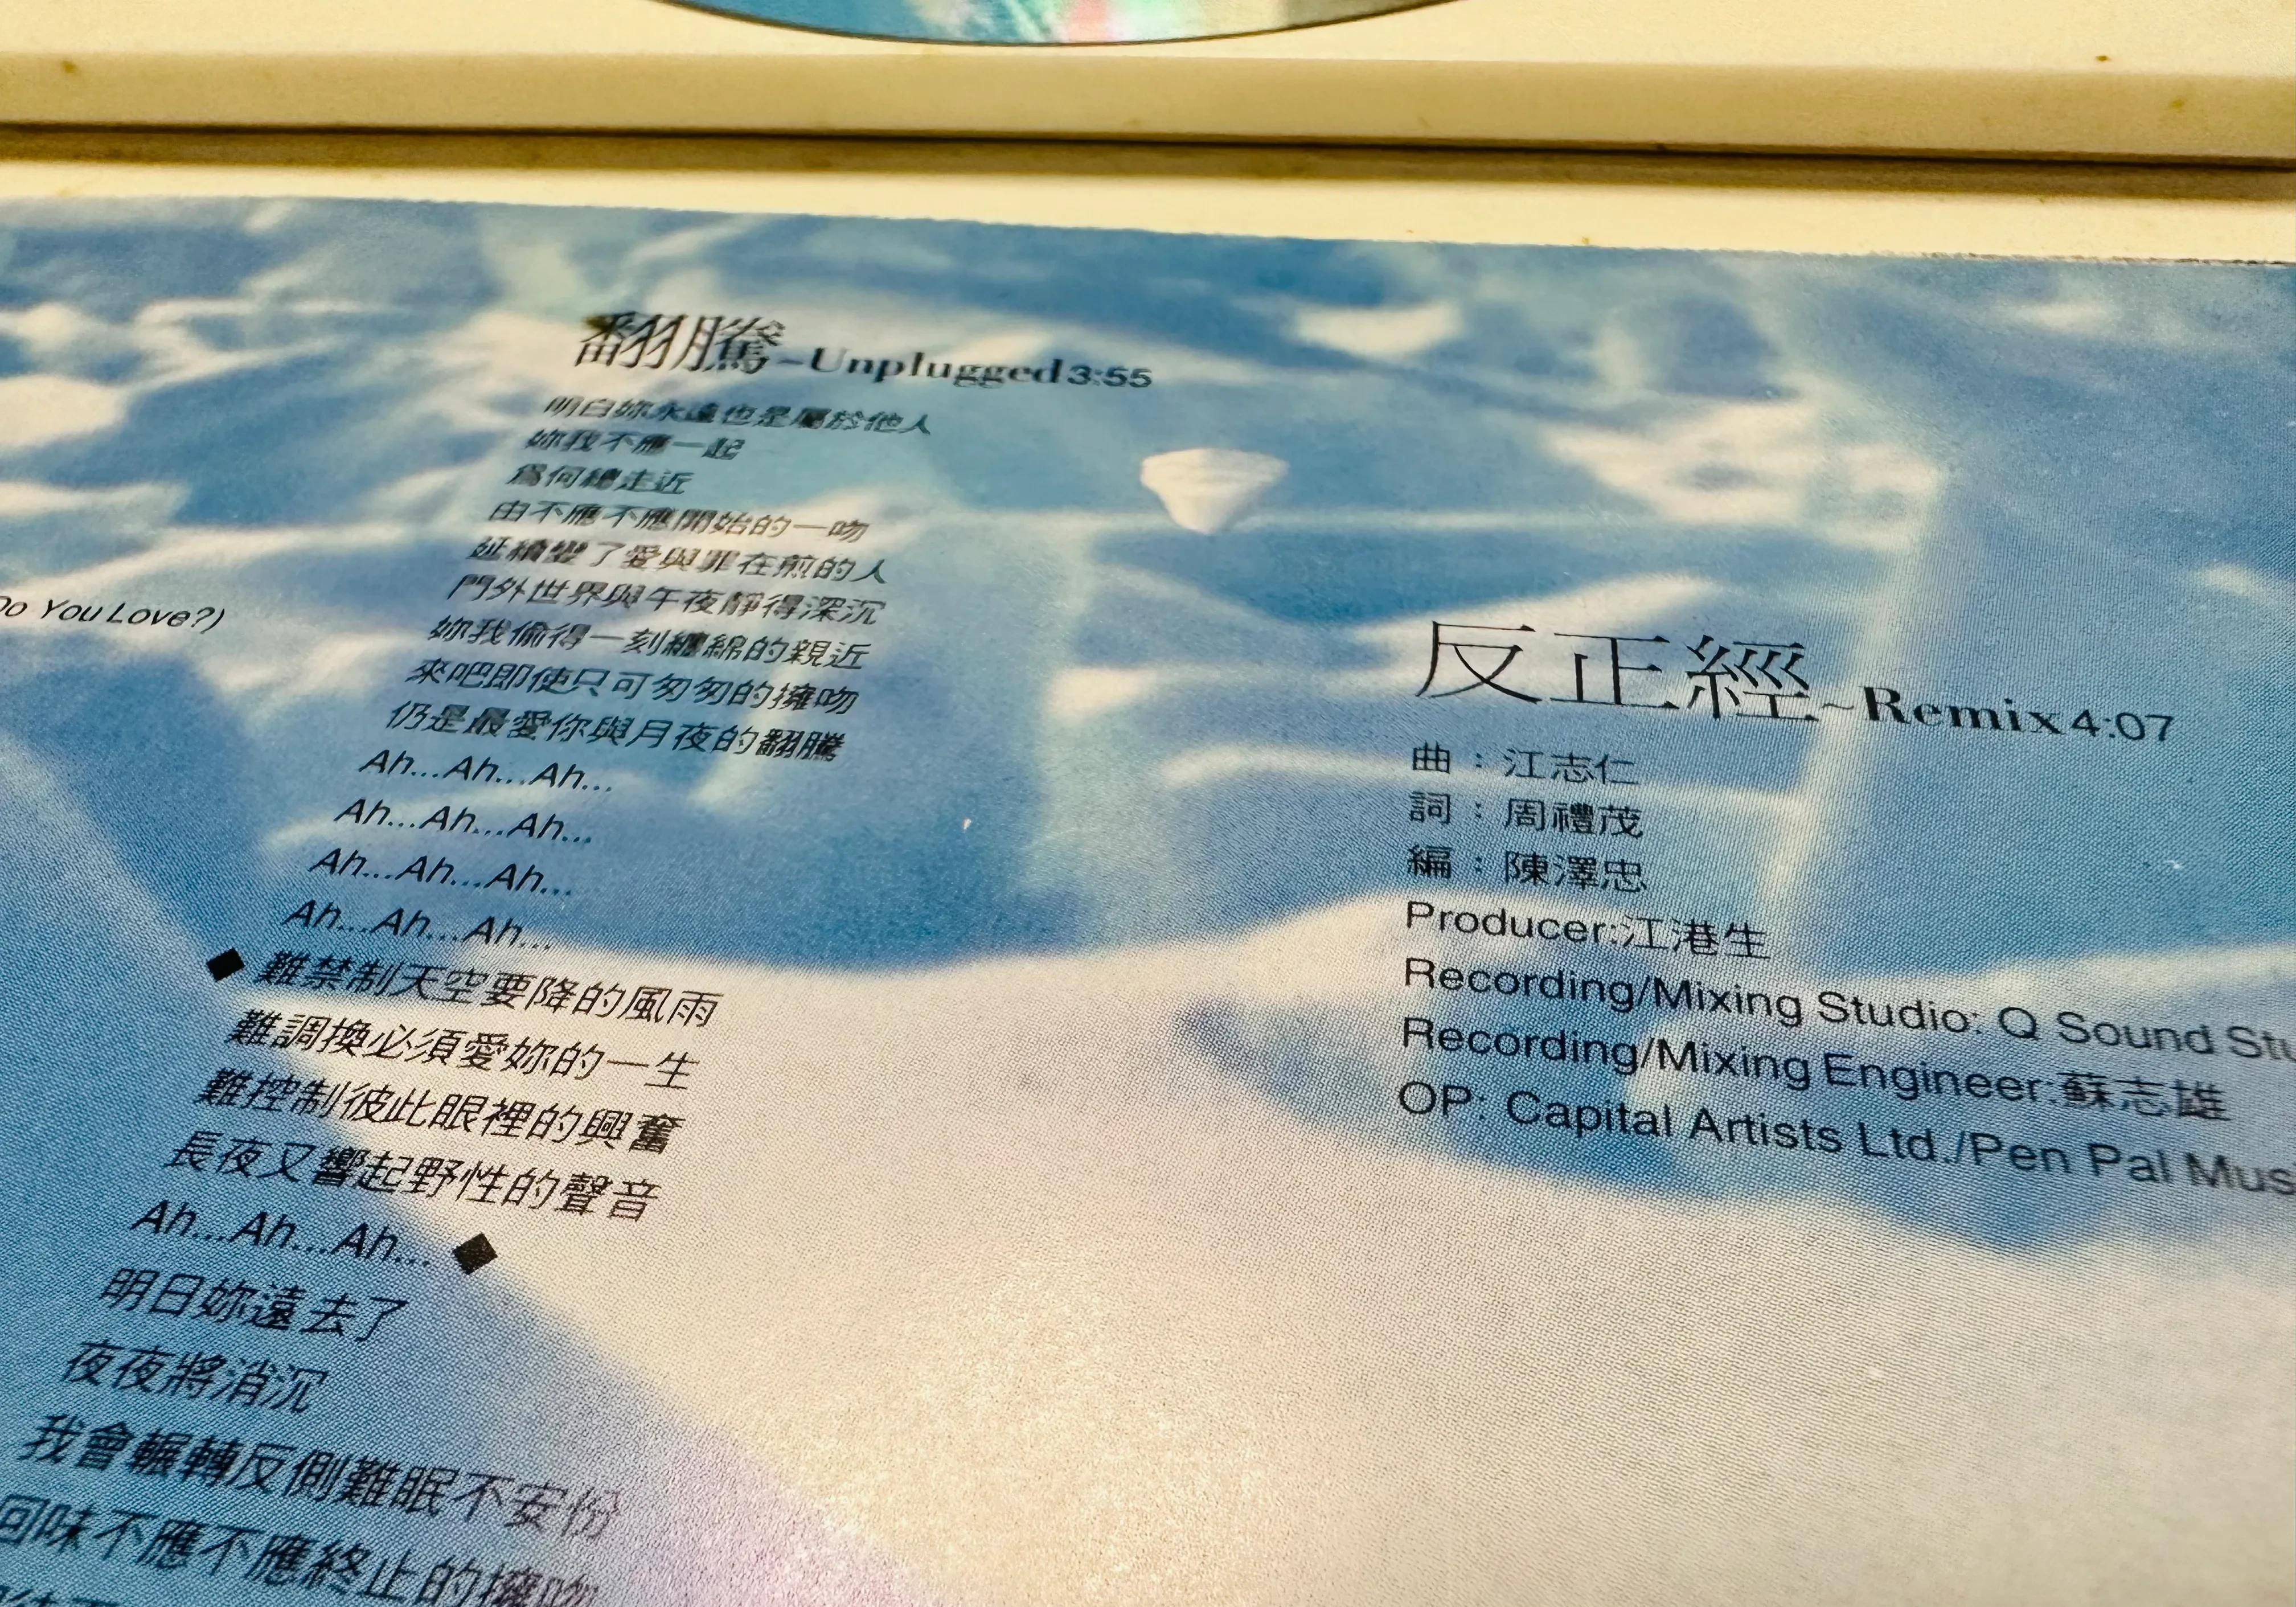 Do You Love?)
翻騰~Unplugged3:55
明白妳永遠也是屬於他人
妳我不應一起
爲何總走近
由不應不應開始的一吻
延續變了愛與罪在煎的人
門外世界與午夜靜得深沉
妳我偷得一刻纏綿的親近
來吧即使只可匆匆的擁吻
仍是最愛你與月夜的翻騰
Ah...Ah...Ah...
Ah...Ah...Ah...
Ah...Ah...Ah...
Ah...Ah...Ah...
◆難禁制天空要降的風雨
難調換必須愛妳的一生
難控制彼此眼裡的興奮
長夜又響起野性的聲音
Ah...Ah...Ah...◆
明日妳遠去了
夜夜將消沉
我會輾轉反側難眠不安份
回味不應不應終止的擁吻
反正經~Remix4:07
曲：江志仁
詞：周禮茂
編：陳澤忠
Producer:江港生
Recording/Mixing Studio: Q Sound
Recording/Mixing Engineer:蘇志雄
OP: Capital Artists Ltd./Pen Pal